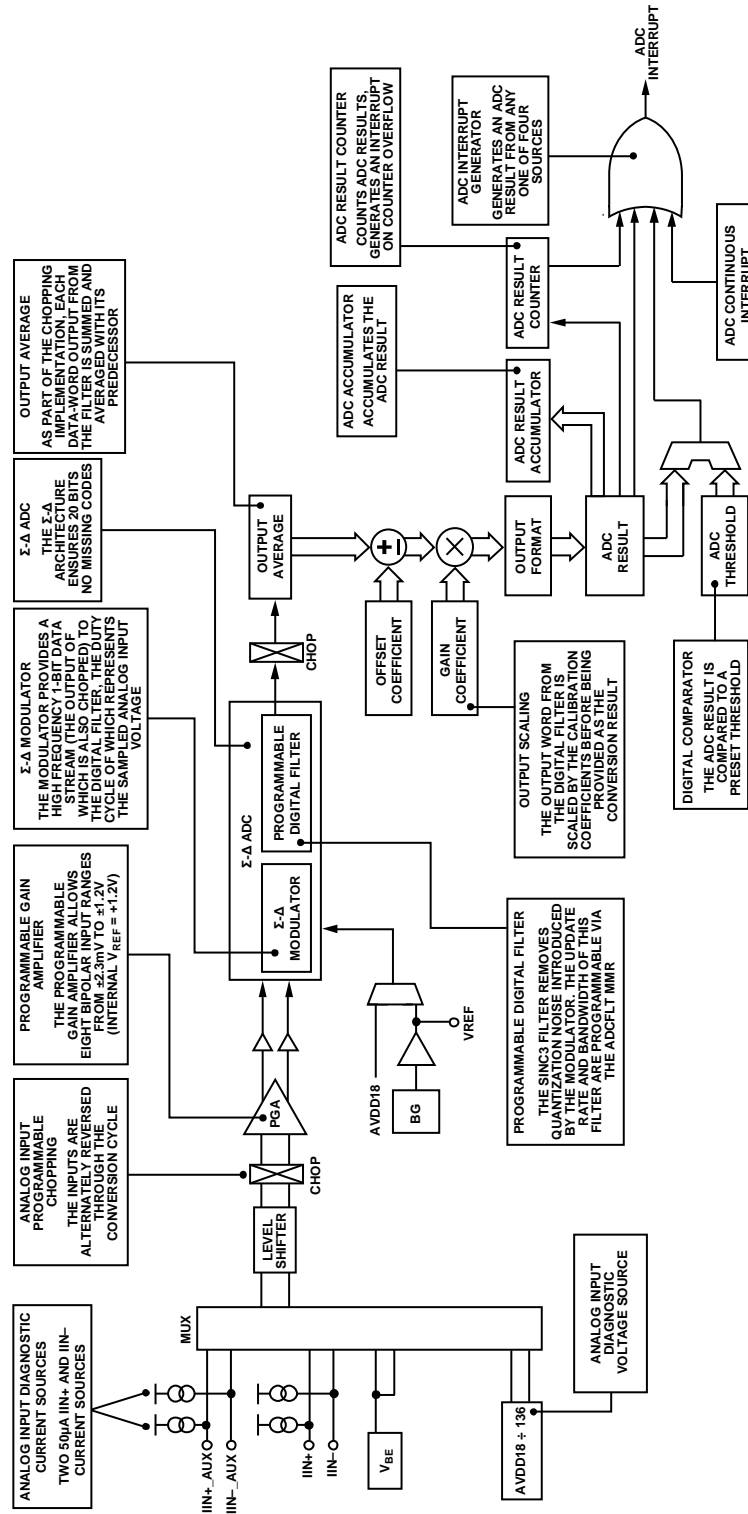 ANALOG INPUT DIAGNOSTIC
CURRENT SOURCES
TWO 50µA IIN+ AND IIN–
CURRENT SOURCES
ANALOG INPUT
PROGRAMMABLE
CHOPPING
THE INPUTS ARE
ALTERNATELY REVERSED
THROUGH THE
CONVERSION CYCLE
PROGRAMMABLE GAIN
AMPLIFIER
THE PROGRAMMABLE
GAIN AMPLIFIER ALLOWS
EIGHT BIPOLAR INPUT RANGES
FROM ±2.3mV TO ±1.2V
(INTERNAL VREF = +1.2V)
Σ-Δ MODULATOR
THE MODULATOR PROVIDES A
HIGH FREQUENCY 1-BIT DATA
STREAM (THE OUTPUT OF
WHICH IS ALSO CHOPPED) TO
THE DIGITAL FILTER, THE DUTY
CYCLE OF WHICH REPRESENTS
THE SAMPLED ANALOG INPUT
VOLTAGE
Σ-Δ ADC
THE Σ-Δ
ARCHITECTURE
ENSURES 20 BITS
NO MISSING CODES
OUTPUT AVERAGE
AS PART OF THE CHOPPING
IMPLEMENTATION, EACH
DATA-WORD OUTPUT FROM
THE FILTER IS SUMMED AND
AVERAGED WITH ITS
PREDECESSOR
IIN+_AUX
IIN–_AUX
IIN+
IIN–
VBE
AVDD18 ÷ 136
MUX
ANALOG INPUT
DIAGNOSTIC
VOLTAGE SOURCE
LEVEL
SHIFTER
CHOP
PGA
Σ-Δ ADC
Σ-Δ
MODULATOR
PROGRAMMABLE
DIGITAL FILTER
CHOP
OUTPUT
AVERAGE
AVDD18
BG
VREF
PROGRAMMABLE DIGITAL FILTER
THE SINC3 FILTER REMOVES
QUANTIZATION NOISE INTRODUCED
BY THE MODULATOR. THE UPDATE
RATE AND BANDWIDTH OF THIS
FILTER ARE PROGRAMMABLE VIA
THE ADCFLT MMR
OFFSET
COEFFICIENT
GAIN
COEFFICIENT
OUTPUT SCALING
THE OUTPUT WORD FROM
THE DIGITAL FILTER IS
SCALED BY THE CALIBRATION
COEFFICIENTS BEFORE BEING
PROVIDED AS THE
CONVERSION RESULT
OUTPUT
FORMAT
ADC
RESULT
ADC ACCUMULATOR
ACCUMULATES THE
ADC RESULT
ADC RESULT
ACCUMULATOR
ADC RESULT COUNTER
COUNTS ADC RESULTS,
GENERATES AN INTERRUPT
ON COUNTER OVERFLOW
ADC RESULT
COUNTER
ADC INTERRUPT
GENERATOR
GENERATES AN ADC
RESULT FROM ANY
ONE OF FOUR
SOURCES
ADC
INTERRUPT
ADC
THRESHOLD
DIGITAL COMPARATOR
THE ADC RESULT IS
COMPARED TO A
PRESET THRESHOLD
ADC CONTINUOUS
INTERRUPT